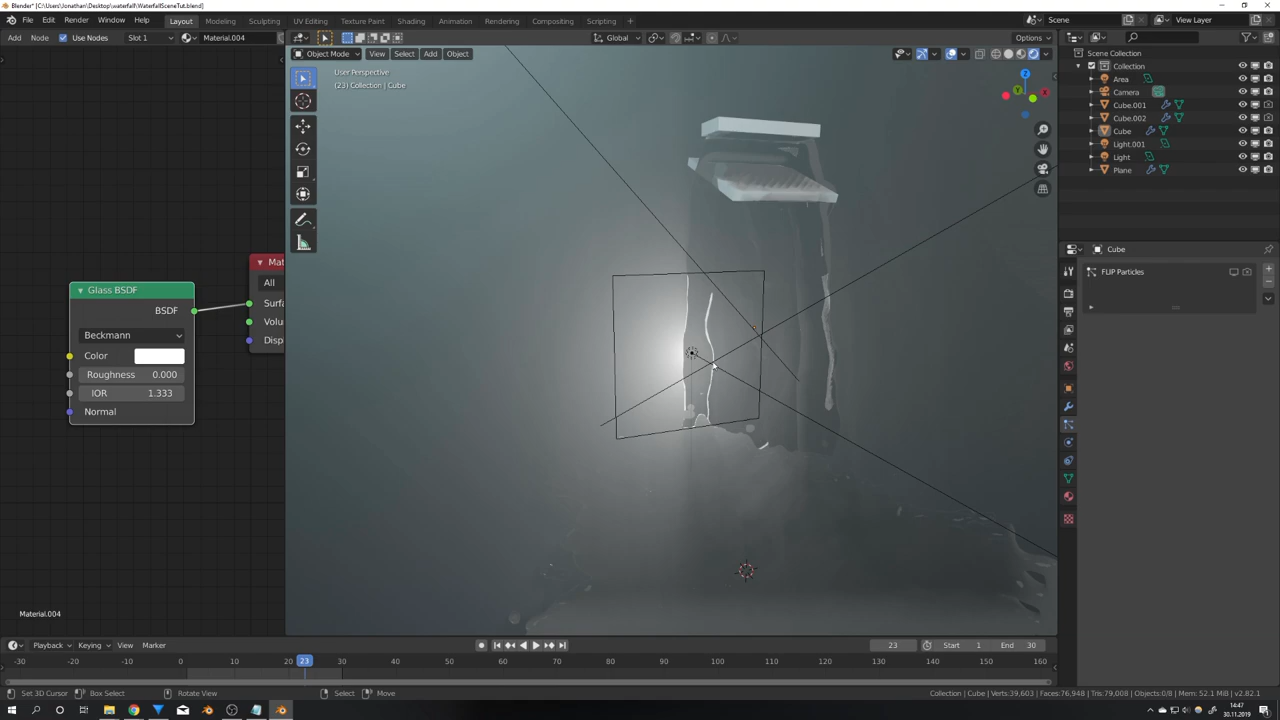 Blender* [C:\Users\Jonathan\Desktop\waterfall\WaterfallSceneTut.blend]
File Edit Render Window Help Layout Modeling Sculpting UV Editing Texture Paint Shading Animation Rendering Compositing Scripting Scene View Layer
Add Node Use Nodes Slot 1 Material.004 Global Options
Object Mode View Select Add Object
User Perspective
(23) Collection | Cube
Scene Collection
Collection
Area
Camera
Cube.001
Cube.002
Cube
Light.001
Light
Plane
Cube
FLIP Particles
Glass BSDF
BSDF
Beckmann
Color
Roughness 0.000
IOR 1.333
Normal
Mat
All
Surfa
Volu
Disp
Z
Y
X
Material.004
Playback Keying View Marker 23 Start 1 End 30
-30 -20 -10 0 10 20 23 30 40 50 60 70 80 90 100 110 120 130 140 150 160
Set 3D Cursor Box Select Rotate View Select Move Collection | Cube | Verts:39,603 | Faces:76,948 | Tris:79,008 | Objects:0/8 | Mem: 52.1 MiB | v2.82.1
14:47
30.11.2019